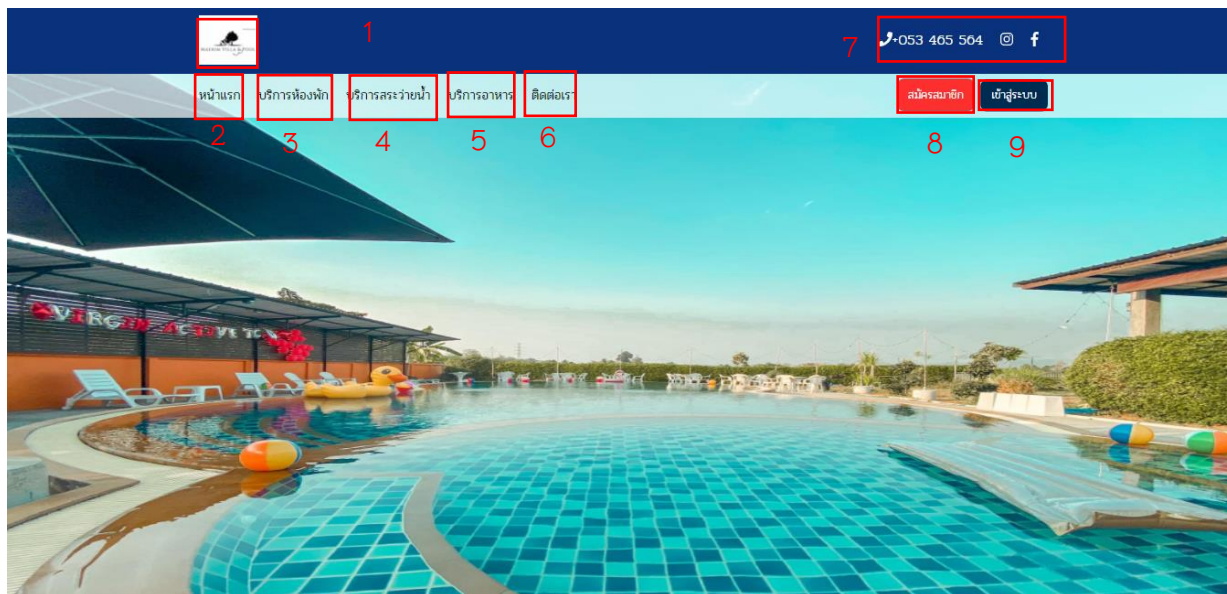 1
7
+053 465 564
หน้าแรก
บริการห้องพัก
บริการสระว่ายน้ำ
บริการอาหาร
ติดต่อเรา
สมัครสมาชิก
เข้าสู่ระบบ
2
3
4
5
6
8
9